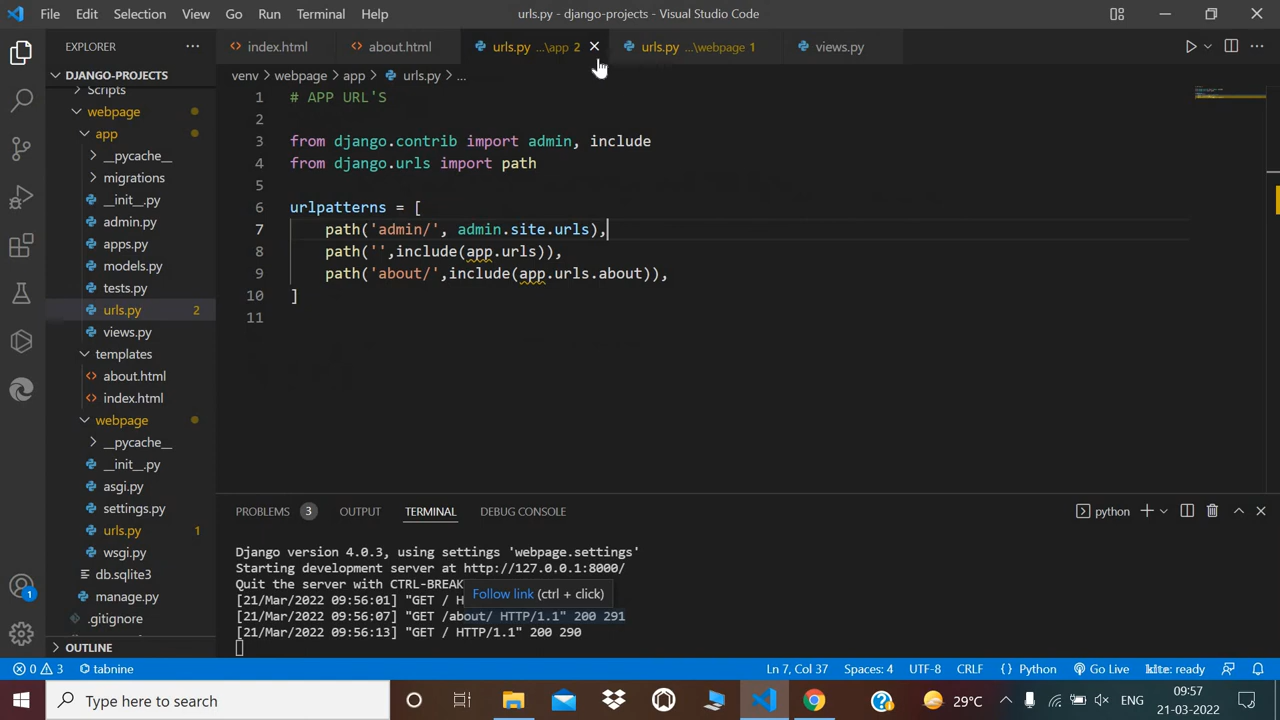 File Edit Selection View Go Run Terminal Help urls.py - django-projects - Visual Studio Code
EXPLORER
index.html about.html urls.py ...\app 2 urls.py ...\webpage 1 views.py
DJANGO-PROJECTS
venv > webpage > app > urls.py > ...
Scripts
webpage
app
__pycache__
migrations
__init__.py
admin.py
apps.py
models.py
tests.py
urls.py 2
views.py
templates
about.html
index.html
webpage
__pycache__
__init__.py
asgi.py
settings.py
urls.py 1
wsgi.py
db.sqlite3
manage.py
.gitignore
OUTLINE
1 # APP URL'S
2
3 from django.contrib import admin, include
4 from django.urls import path
5
6 urlpatterns = [
7 path('admin/', admin.site.urls),
8 path('',include(app.urls)),
9 path('about/',include(app.urls.about)),
10 ]
11
PROBLEMS 3 OUTPUT TERMINAL DEBUG CONSOLE python
Django version 4.0.3, using settings 'webpage.settings'
Starting development server at http://127.0.0.1:8000/
Quit the server with CTRL-BREAK
Follow link (ctrl + click)
[21/Mar/2022 09:56:01] "GET / H
[21/Mar/2022 09:56:07] "GET /about/ HTTP/1.1" 200 291
[21/Mar/2022 09:56:13] "GET / HTTP/1.1" 200 290
0 3 tabnine Ln 7, Col 37 Spaces: 4 UTF-8 CRLF Python Go Live kite: ready
1
Type here to search 29°C ENG 09:57
21-03-2022